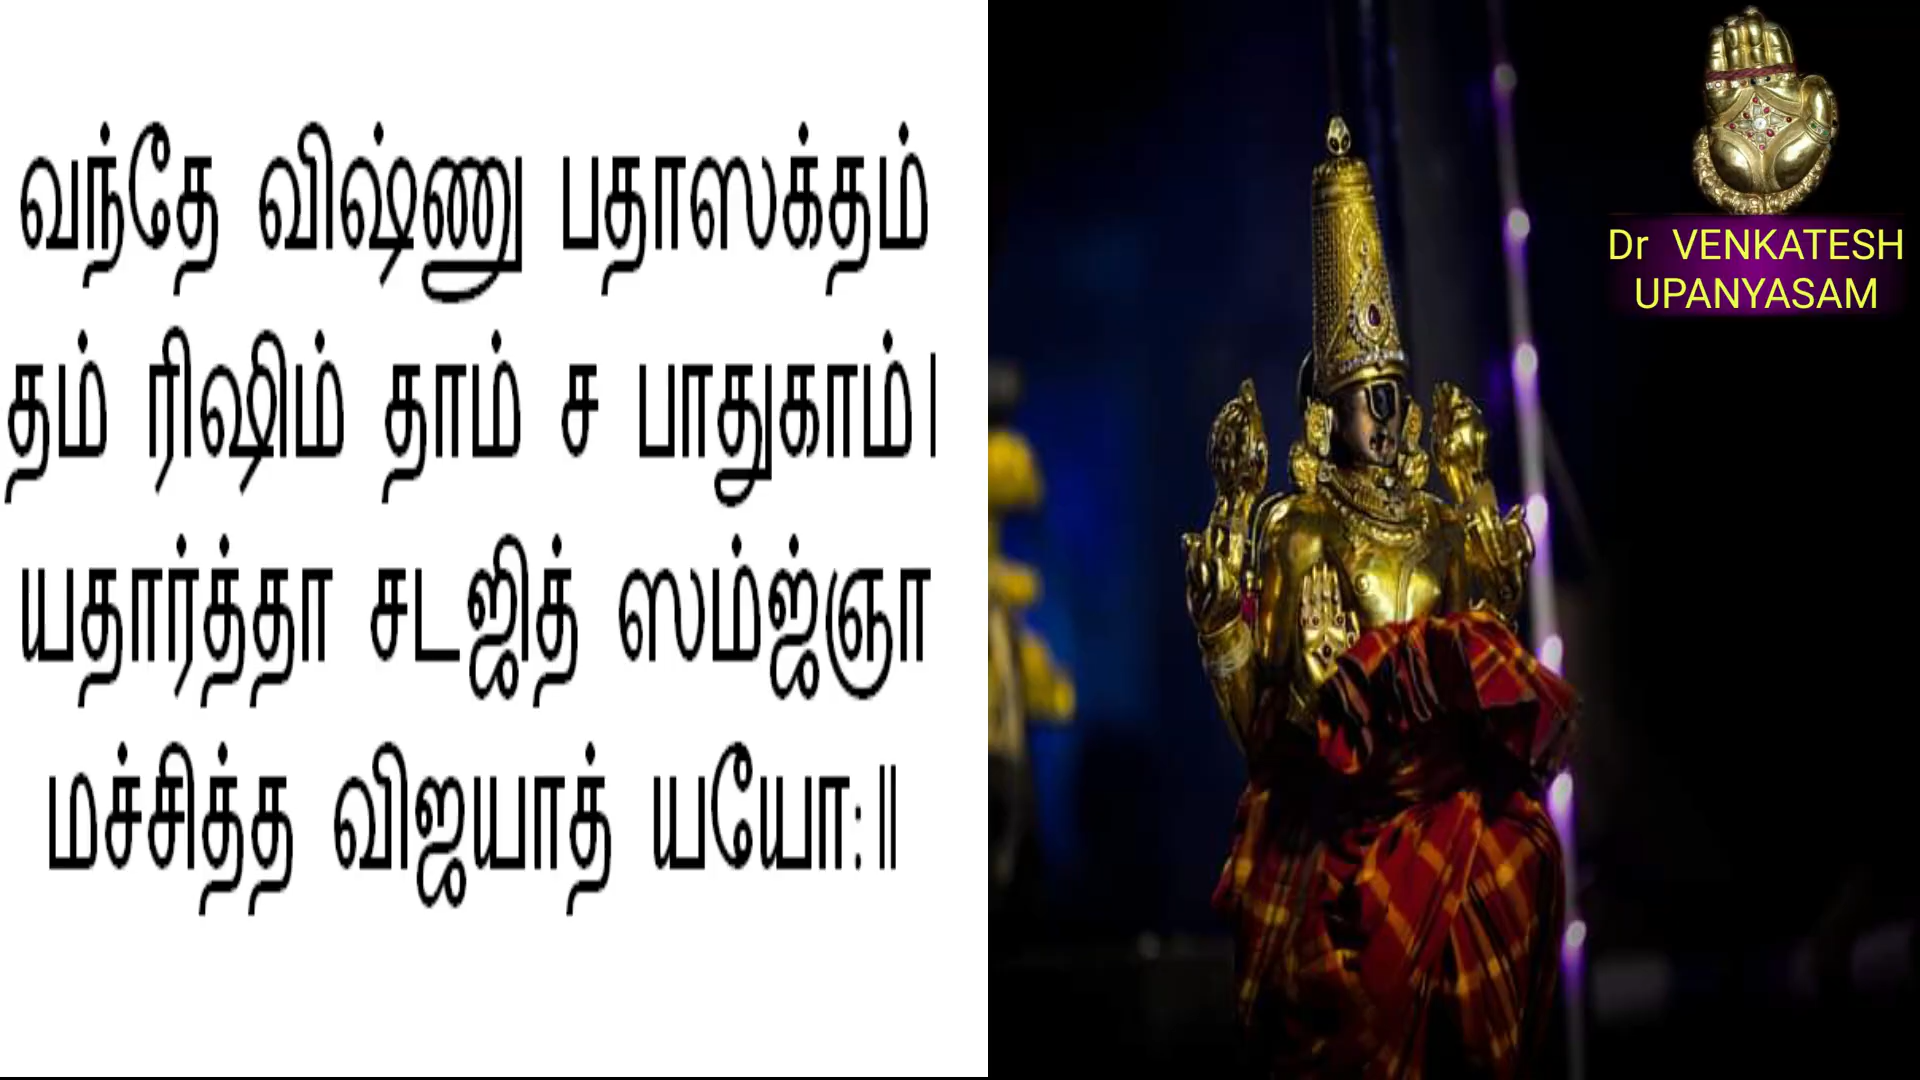 வந்தே விஷ்ணு பதாஸக்தம்
தம் ரிஷிம் தாம் ச பாதுகாம்।
யதார்த்தா சடஜித் ஸம்ஜ்ஞா
மச்சித்த விஜயாத் யயோ:॥
Dr VENKATESH
UPANYASAM